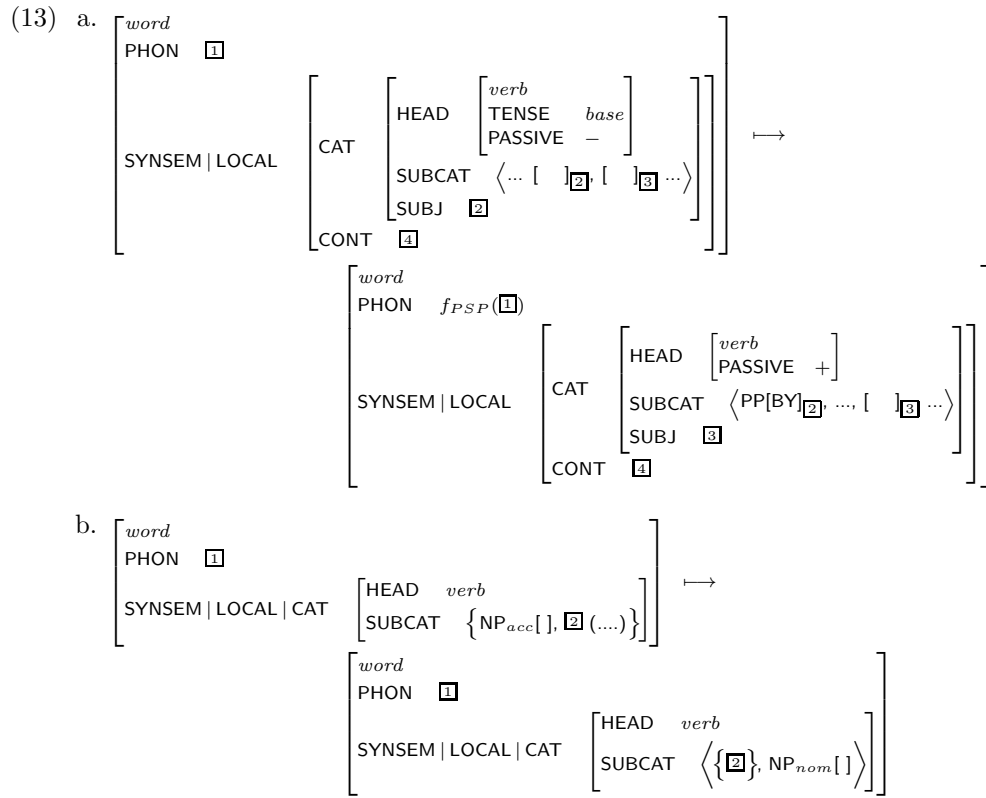 (13) a. word
PHON 1
HEAD verb
TENSE base
PASSIVE −
SYNSEM | LOCAL CAT
SUBCAT ⟨... [ ]2, [ ]3 ...⟩
SUBJ 2
CONT 4
⟼
word
PHON fPSP(1)
HEAD verb
PASSIVE +
SYNSEM | LOCAL CAT
SUBCAT ⟨PP[BY]2, ..., [ ]3 ...⟩
SUBJ 3
CONT 4
b. word
PHON 1
HEAD verb
SYNSEM | LOCAL | CAT
SUBCAT {NPacc[ ], 2 (....)}
⟼
word
PHON 1
HEAD verb
SYNSEM | LOCAL | CAT
SUBCAT ⟨{2}, NPnom[ ]⟩